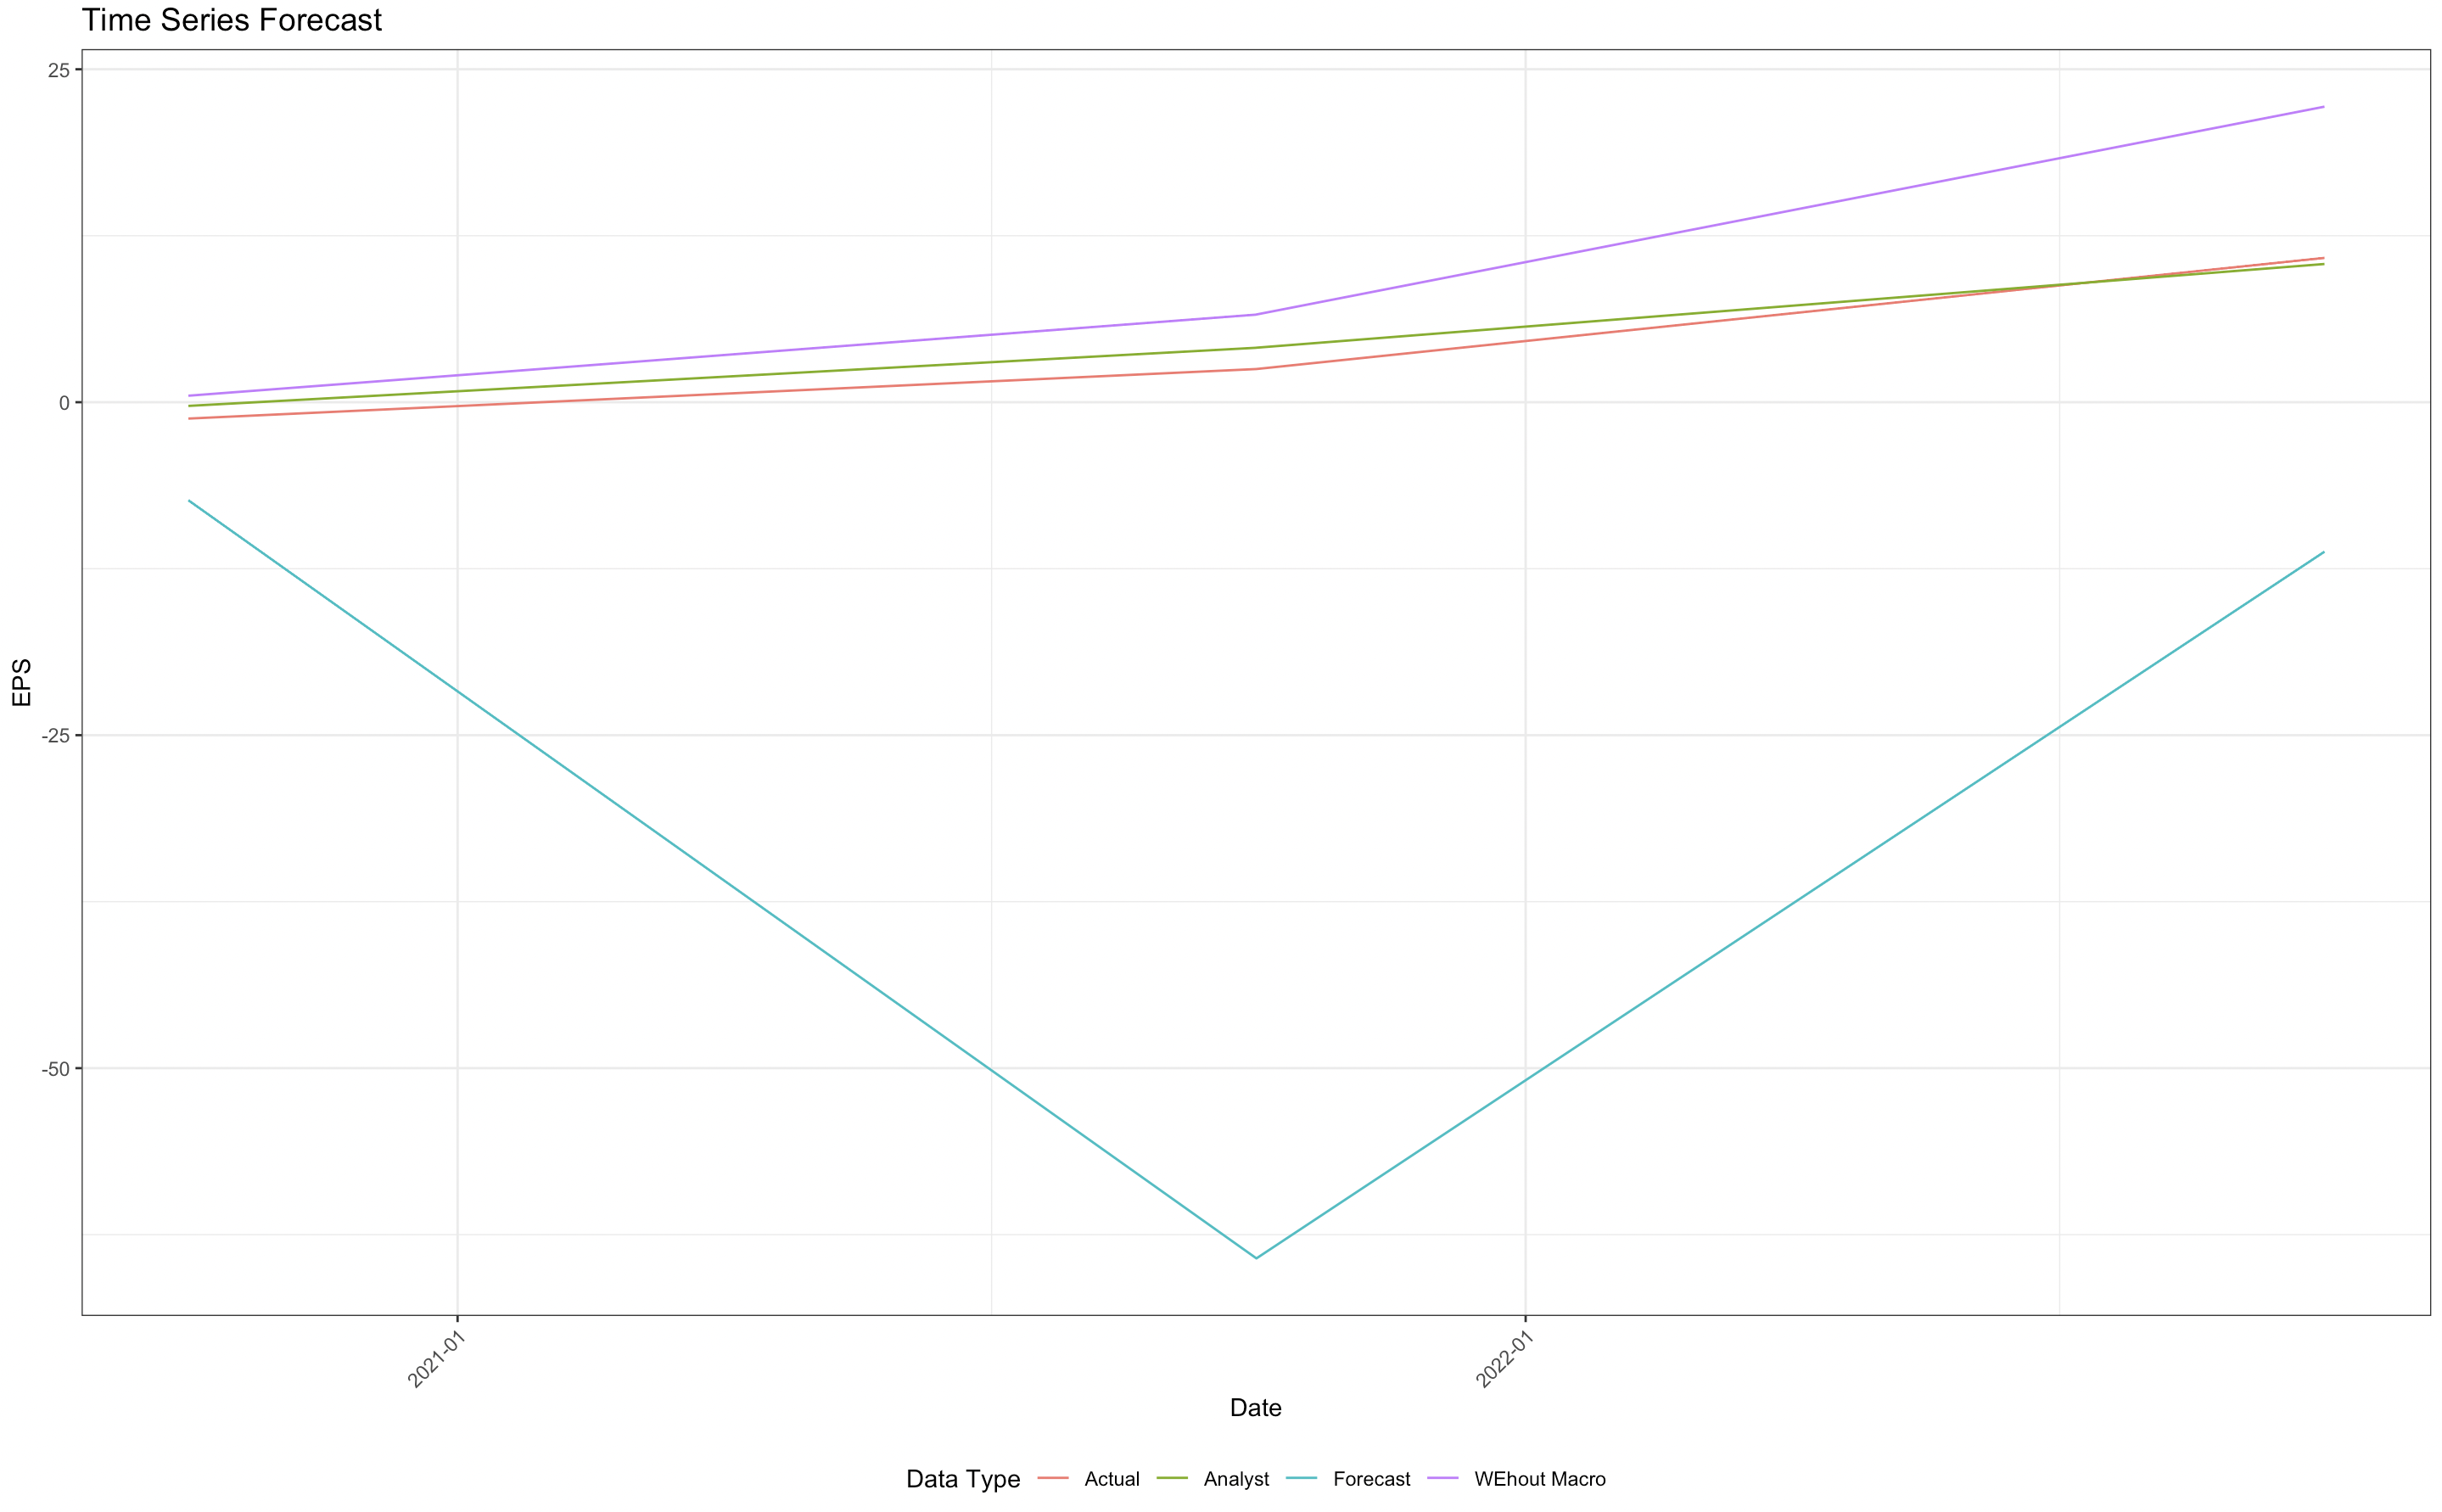 Time Series Forecast
25
0
-25
-50
EPS
2021-01
2022-01
Date
Data Type Actual Analyst Forecast WEhout Macro